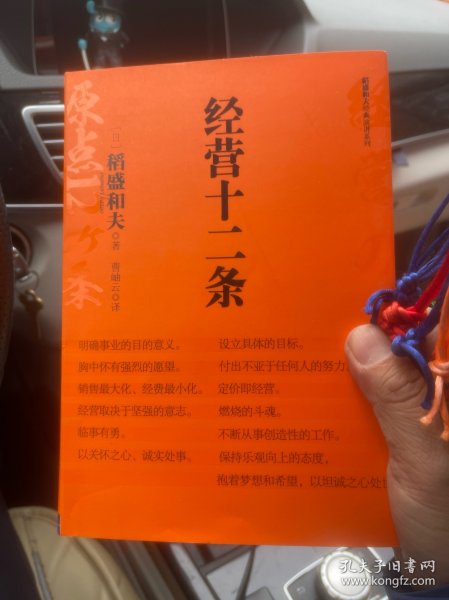 稻盛和夫经典演讲系列
经营十二条
［日］稻盛和夫 著
曹岫云 译
明确事业的目的意义。
设立具体的目标。
胸中怀有强烈的愿望。
付出不亚于任何人的努力。
销售最大化、经费最小化。
定价即经营。
经营取决于坚强的意志。
燃烧的斗魂。
临事有勇。
不断从事创造性的工作。
以关怀之心、诚实处事。
保持乐观向上的态度，
抱着梦想和希望，以坦诚之心处世
孔夫子旧书网
www.kongfz.com